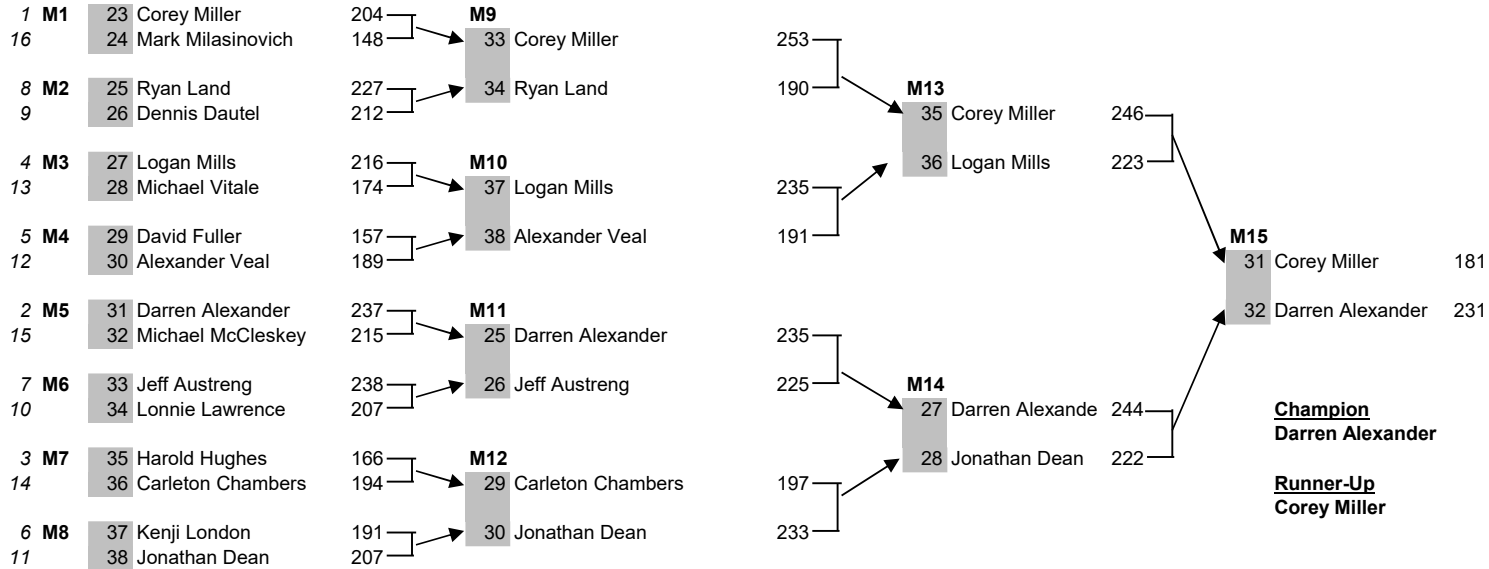 1 M1 23 Corey Miller 204 M9
16 24 Mark Milasinovich 148 33 Corey Miller 253
8 M2 25 Ryan Land 227 34 Ryan Land 190 M13
9 26 Dennis Dautel 212 35 Corey Miller 246
4 M3 27 Logan Mills 216 M10 36 Logan Mills 223
13 28 Michael Vitale 174 37 Logan Mills 235
5 M4 29 David Fuller 157 38 Alexander Veal 191 M15
12 30 Alexander Veal 189 31 Corey Miller 181
2 M5 31 Darren Alexander 237 M11 32 Darren Alexander 231
15 32 Michael McCleskey 215 25 Darren Alexander 235
7 M6 33 Jeff Austreng 238 26 Jeff Austreng 225 M14
10 34 Lonnie Lawrence 207 27 Darren Alexande 244 Champion
Darren Alexander
3 M7 35 Harold Hughes 166 M12 28 Jonathan Dean 222
14 36 Carleton Chambers 194 29 Carleton Chambers 197 Runner-Up
Corey Miller
6 M8 37 Kenji London 191 30 Jonathan Dean 233
11 38 Jonathan Dean 207